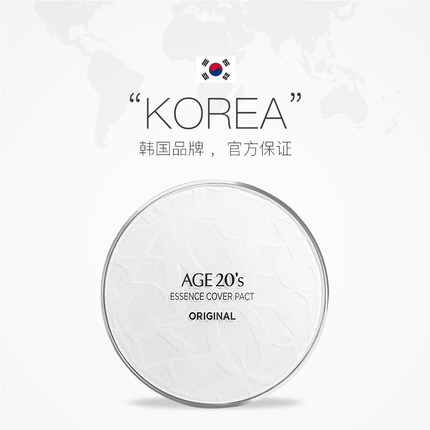 “KOREA”
韩国品牌，官方保证
AGE 20's
ESSENCE COVER PACT
ORIGINAL